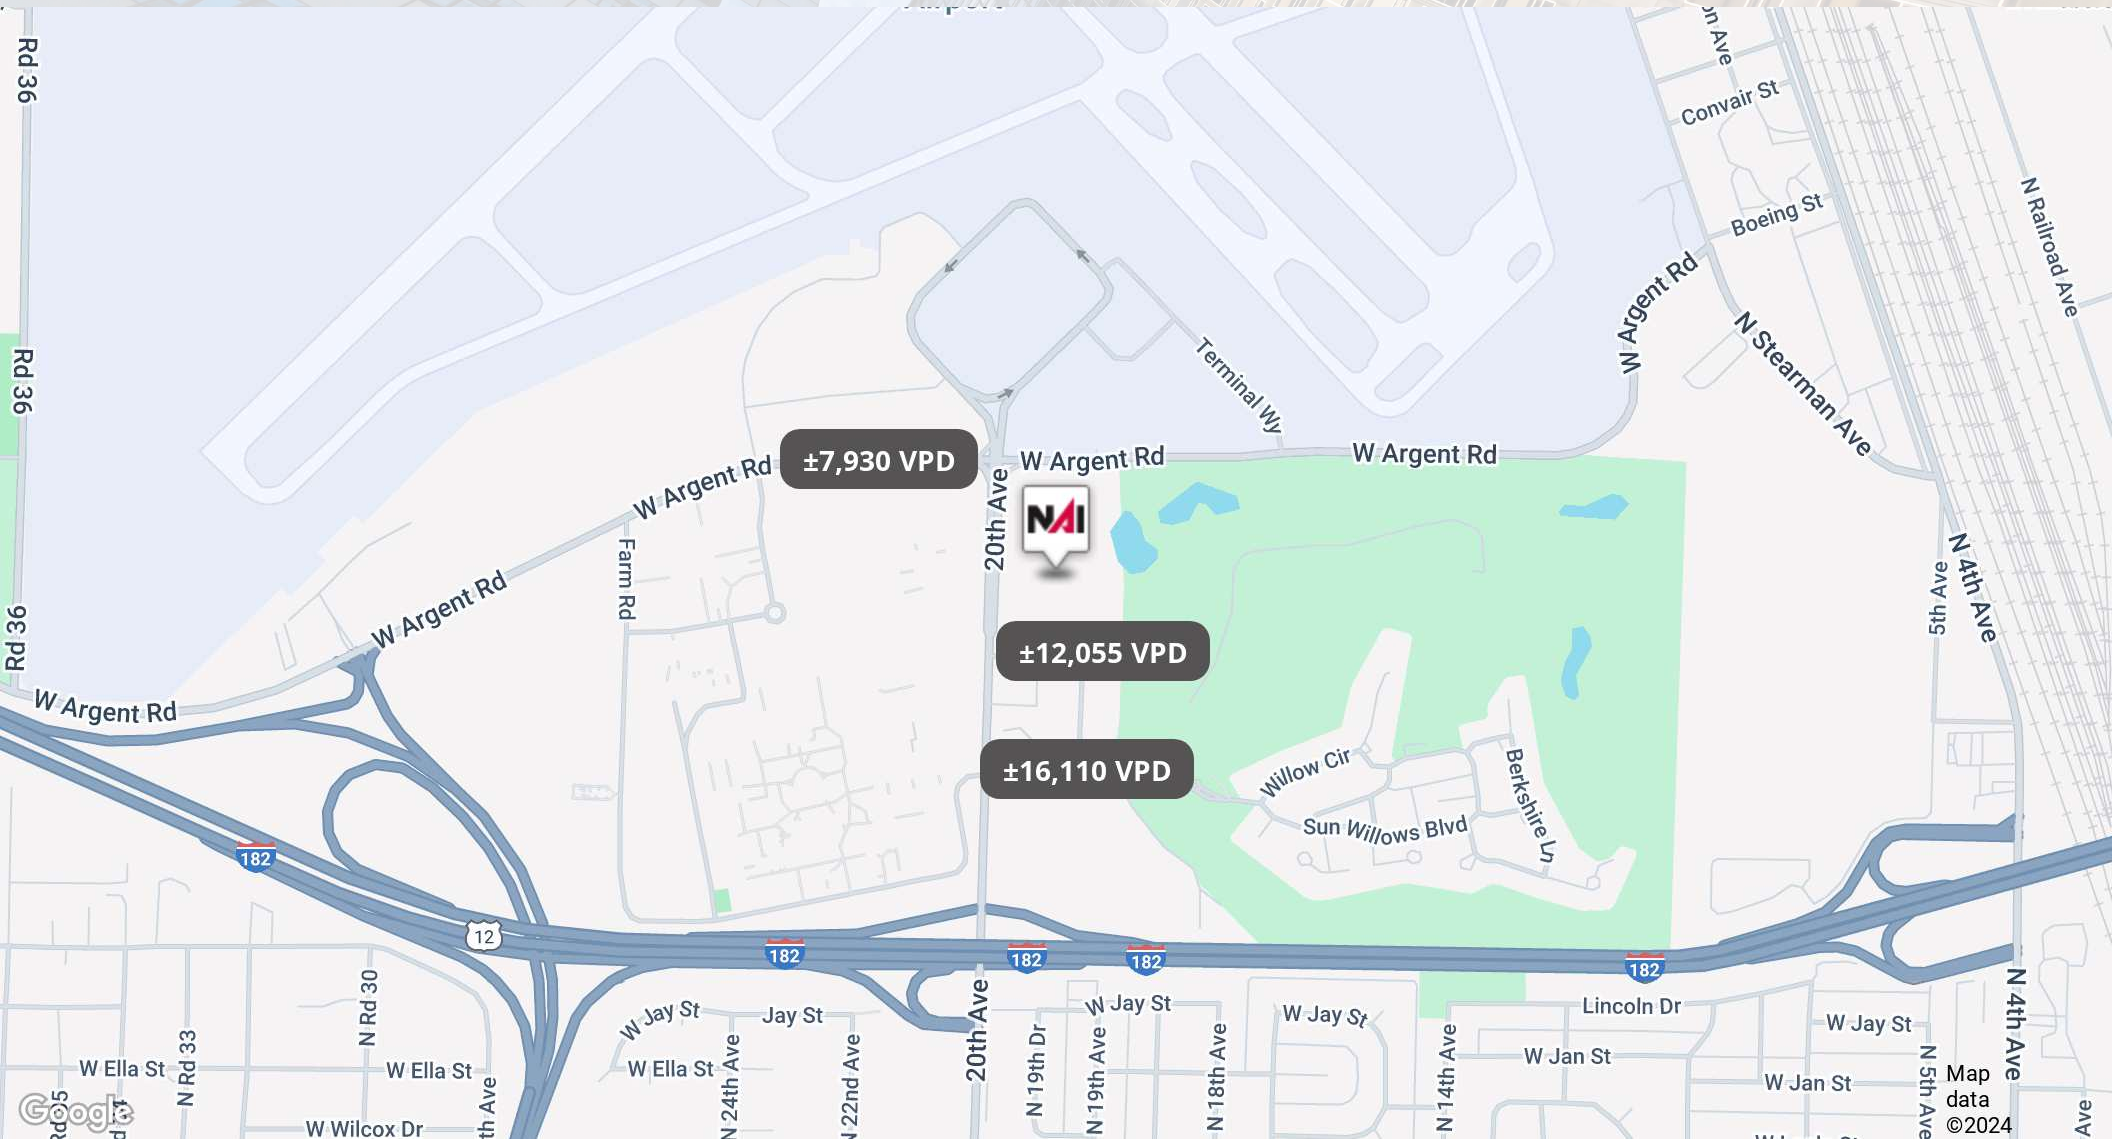 Airport
Rd 36
Convair St
N Railroad Ave
Boeing St
W Argent Rd
N Stearman Ave
Terminal Wy
Rd 36
±7,930 VPD
W Argent Rd
W Argent Rd
W Argent Rd
20th Ave
NAI
Farm Rd
N 4th Ave
5th Ave
W Argent Rd
Rd 36
±12,055 VPD
W Argent Rd
±16,110 VPD
Willow Cir
Berkshire Ln
Sun Willows Blvd
182
12
182
182
182
182
N Rd 30
20th Ave
W Jay St
Jay St
W Jay St
W Jay St
Lincoln Dr
W Jay St
N 4th Ave
N Rd 33
W Ella St
W Ella St
W Ella St
N 24th Ave
N 22nd Ave
N 19th Dr
N 19th Ave
N 18th Ave
N 14th Ave
W Jan St
W Jan St
N 5th Ave
Map
data
©2024
Google
W Wilcox Dr
Ave